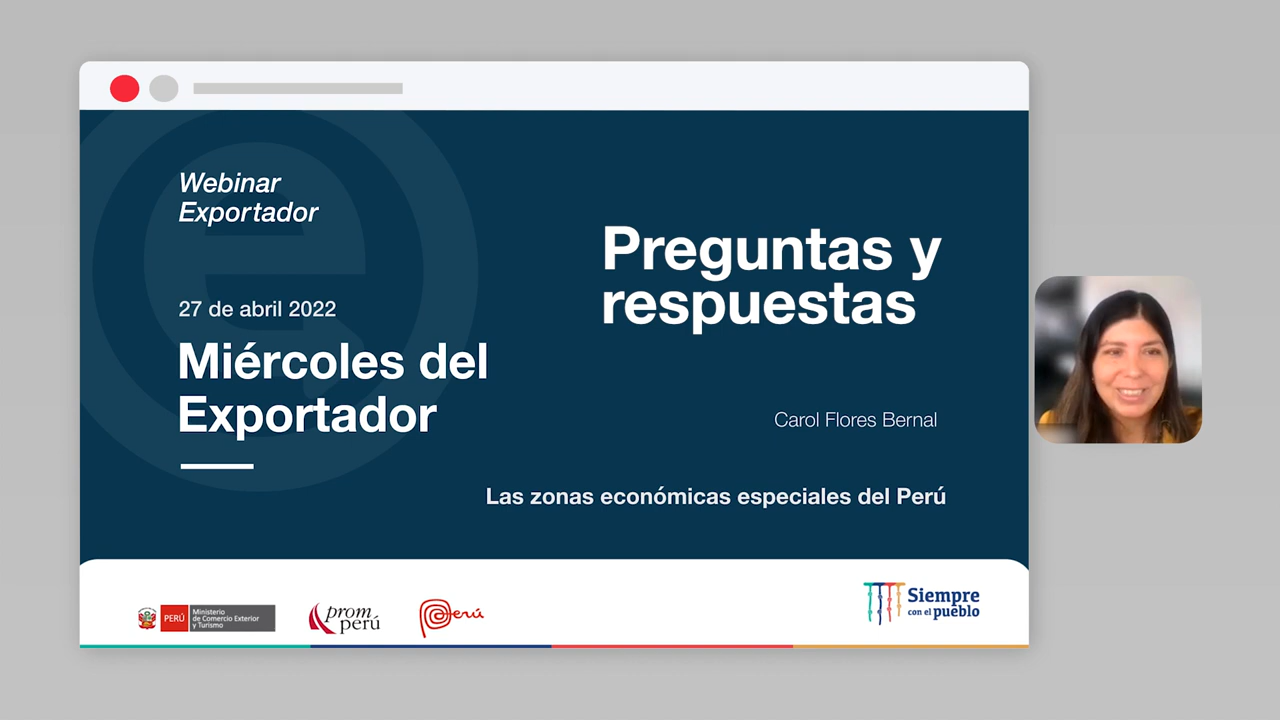 Webinar
Exportador
27 de abril 2022
Miércoles del
Exportador
Preguntas y
respuestas
Carol Flores Bernal
Las zonas económicas especiales del Perú
PERÚ
Ministerio
de Comercio Exterior
y Turismo
prom
perú
Perú
Siempre
con el pueblo